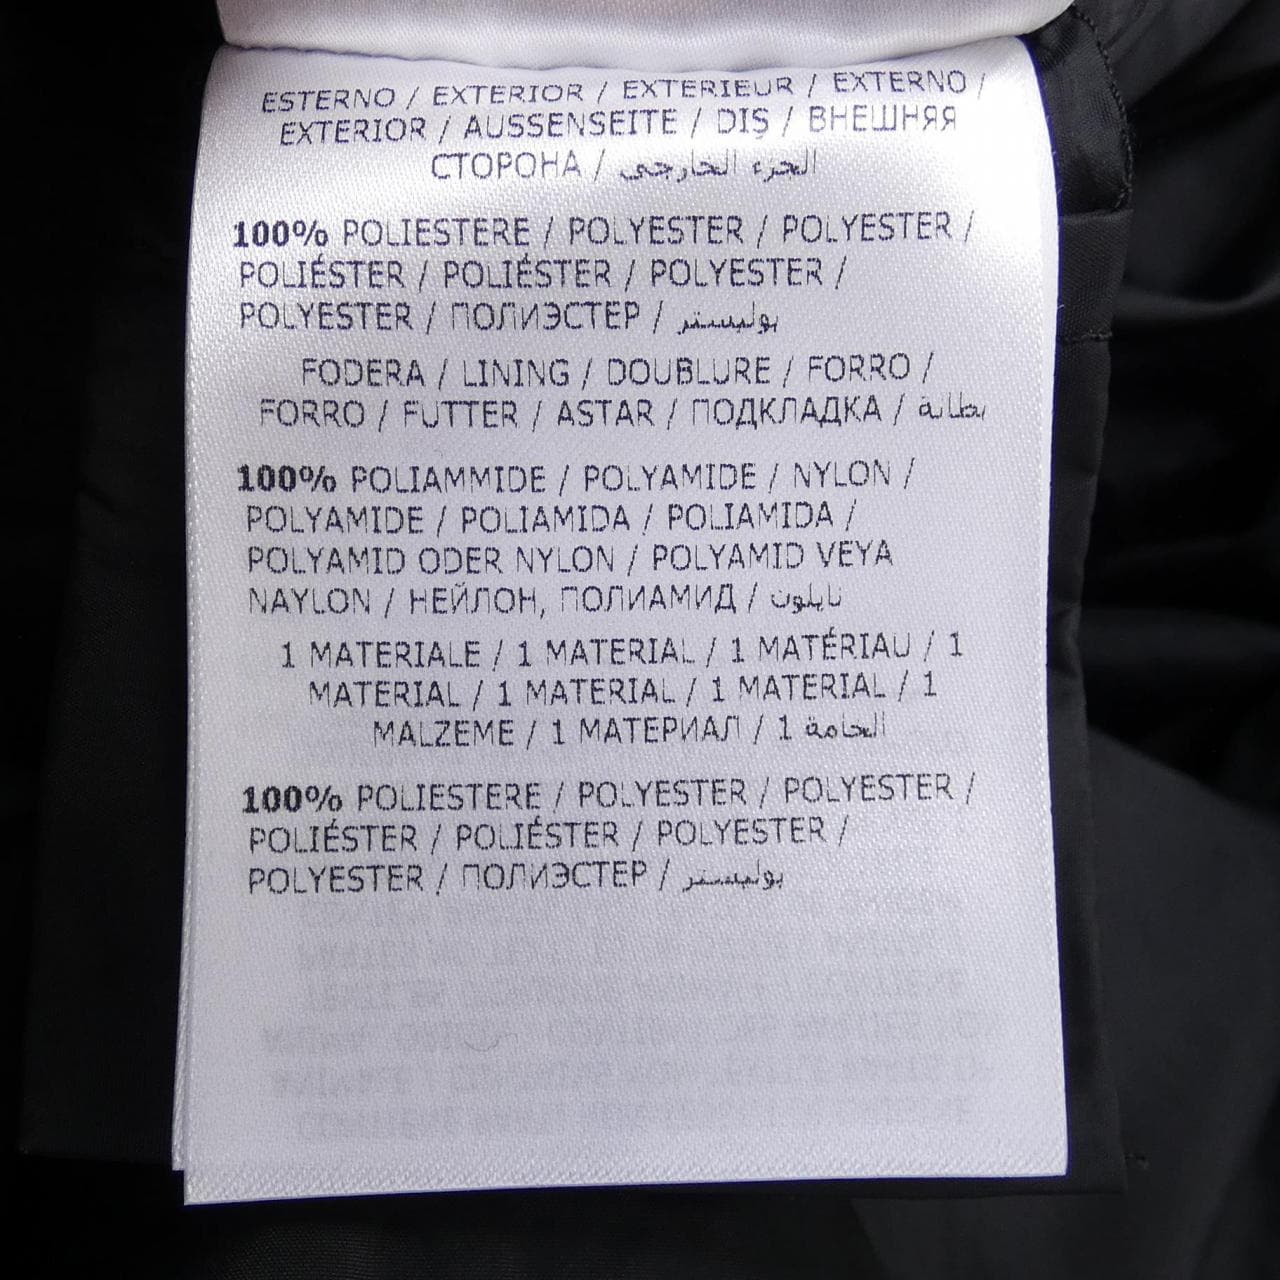 ESTERNO / EXTERIOR / EXTERIEUR / EXTERNO /
EXTERIOR / AUSSENSEITE / DIŞ / ВНЕШНЯЯ
СТОРОНА / الجزء الخارجي
100% POLIESTERE / POLYESTER / POLYESTER /
POLIÉSTER / POLIÉSTER / POLYESTER /
POLYESTER / ПОЛИЭСТЕР / بوليستر
FODERA / LINING / DOUBLURE / FORRO /
FORRO / FUTTER / ASTAR / ПОДКЛАДКА / بطانة
100% POLIAMMIDE / POLYAMIDE / NYLON /
POLYAMIDE / POLIAMIDA / POLIAMIDA /
POLYAMID ODER NYLON / POLYAMID VEYA
NAYLON / НЕЙЛОН, ПОЛИАМИД / نايلون
1 MATERIALE / 1 MATERIAL / 1 MATÉRIAU / 1
MATERIAL / 1 MATERIAL / 1 MATERIAL / 1
MALZEME / 1 МАТЕРИАЛ / 1 الخامة
100% POLIESTERE / POLYESTER / POLYESTER /
POLIÉSTER / POLIÉSTER / POLYESTER /
POLYESTER / ПОЛИЭСТЕР / بوليستر